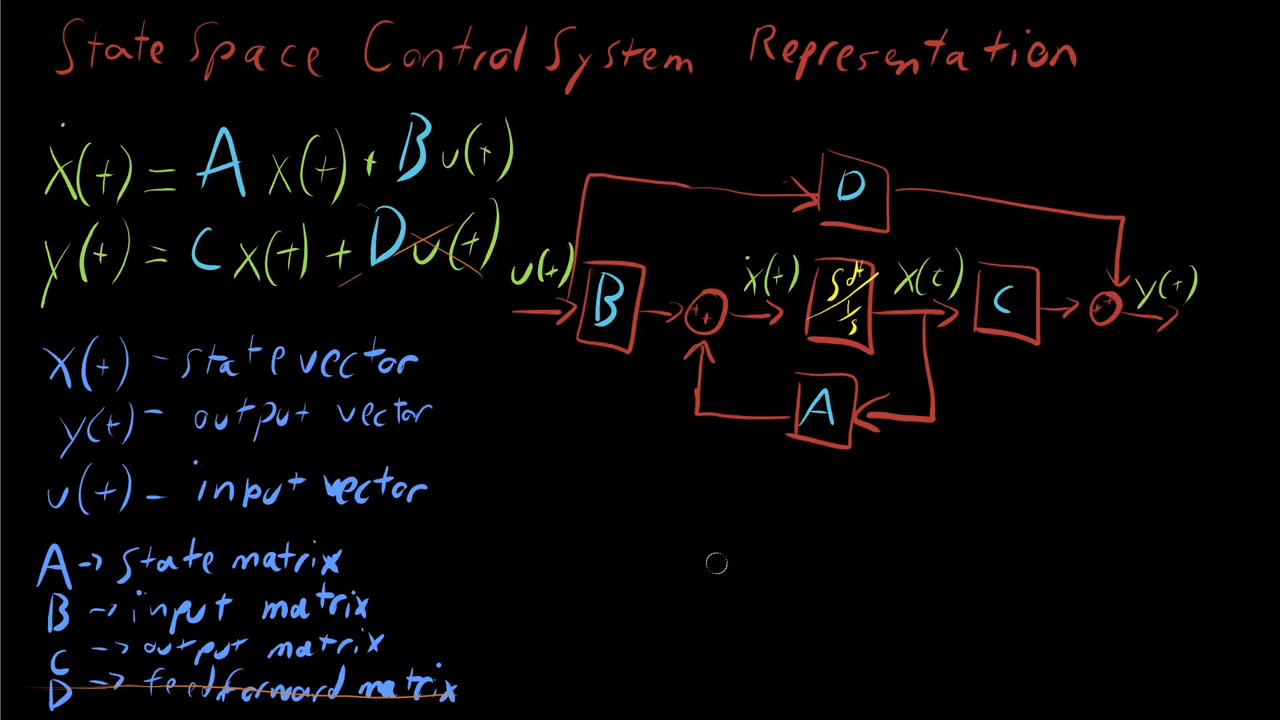 State Space Control System Representation
ẋ(t) = A x(t) + B u(t)
y(t) = C x(t) + D u(t)
x(t) - state vector
y(t) - output vector
u(t) - input vector
A -> state matrix
B -> input matrix
C -> output matrix
D -> feedforward matrix
D
u(t)
B
+ +
ẋ(t)
∫dt
1/s
x(t)
C
+ +
y(t)
A